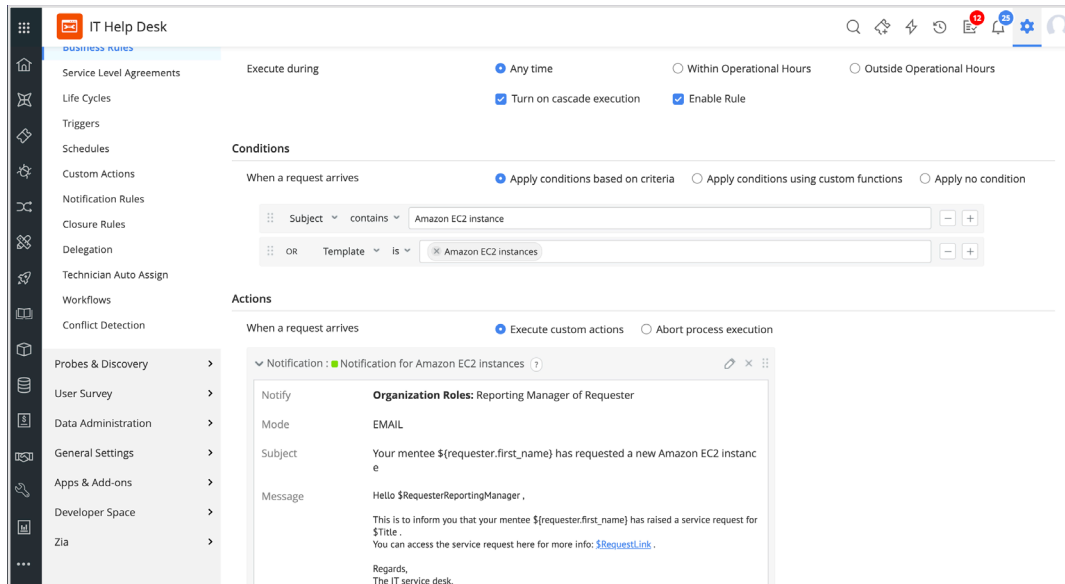 IT Help Desk
12
25
Business Rules
Service Level Agreements
Life Cycles
Triggers
Schedules
Custom Actions
Notification Rules
Closure Rules
Delegation
Technician Auto Assign
Workflows
Conflict Detection
Probes & Discovery
User Survey
Data Administration
General Settings
Apps & Add-ons
Developer Space
Zia
Execute during Any time Within Operational Hours Outside Operational Hours
Turn on cascade execution Enable Rule
Conditions
When a request arrives Apply conditions based on criteria Apply conditions using custom functions Apply no condition
Subject contains Amazon EC2 instance
OR Template is Amazon EC2 instances
Actions
When a request arrives Execute custom actions Abort process execution
Notification : Notification for Amazon EC2 instances ?
Notify Organization Roles: Reporting Manager of Requester
Mode EMAIL
Subject Your mentee ${requester.first_name} has requested a new Amazon EC2 instanc
e
Message Hello $RequesterReportingManager ,
This is to inform you that your mentee ${requester.first_name} has raised a service request for
$Title .
You can access the service request here for more info: $RequestLink .
Regards,
The IT service desk.